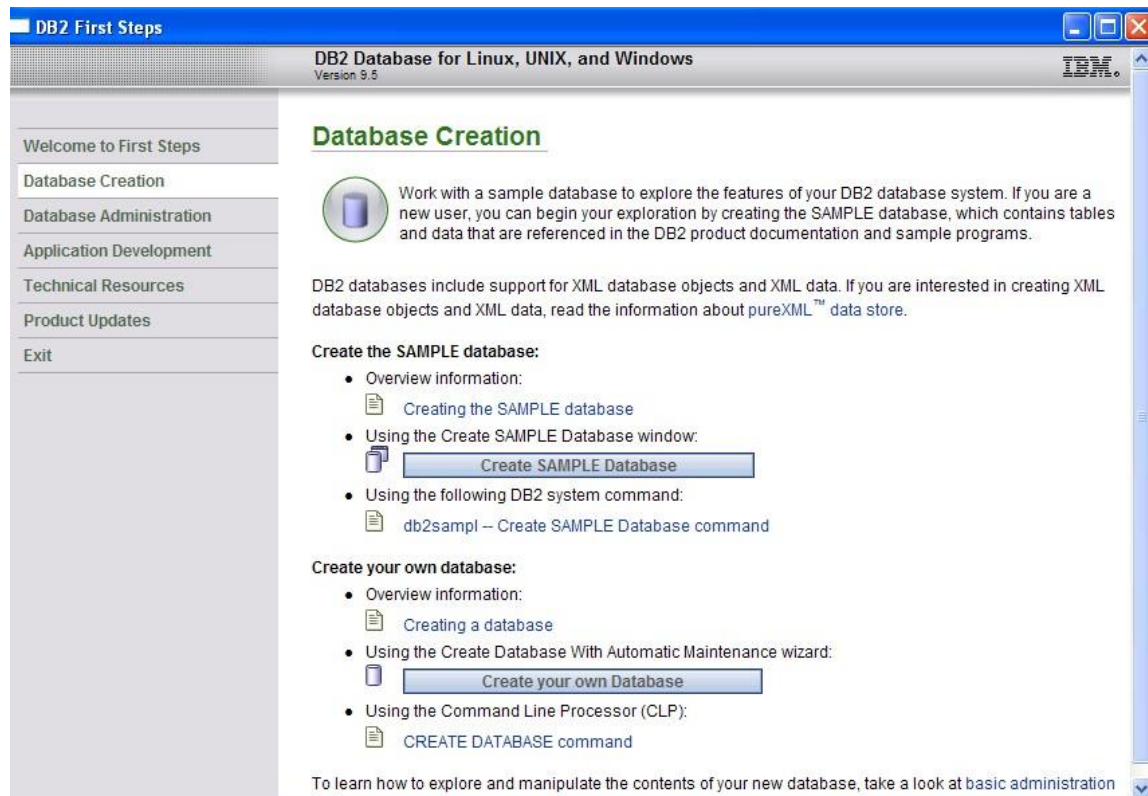 DB2 First Steps
DB2 Database for Linux, UNIX, and Windows
Version 9.5
IBM.
Welcome to First Steps
Database Creation
Database Administration
Application Development
Technical Resources
Product Updates
Exit
Database Creation
Work with a sample database to explore the features of your DB2 database system. If you are a
new user, you can begin your exploration by creating the SAMPLE database, which contains tables
and data that are referenced in the DB2 product documentation and sample programs.
DB2 databases include support for XML database objects and XML data. If you are interested in creating XML
database objects and XML data, read the information about pureXML™ data store.
Create the SAMPLE database:
• Overview information:
Creating the SAMPLE database
• Using the Create SAMPLE Database window:
Create SAMPLE Database
• Using the following DB2 system command:
db2sampl -- Create SAMPLE Database command
Create your own database:
• Overview information:
Creating a database
• Using the Create Database With Automatic Maintenance wizard:
Create your own Database
• Using the Command Line Processor (CLP):
CREATE DATABASE command
To learn how to explore and manipulate the contents of your new database, take a look at basic administration